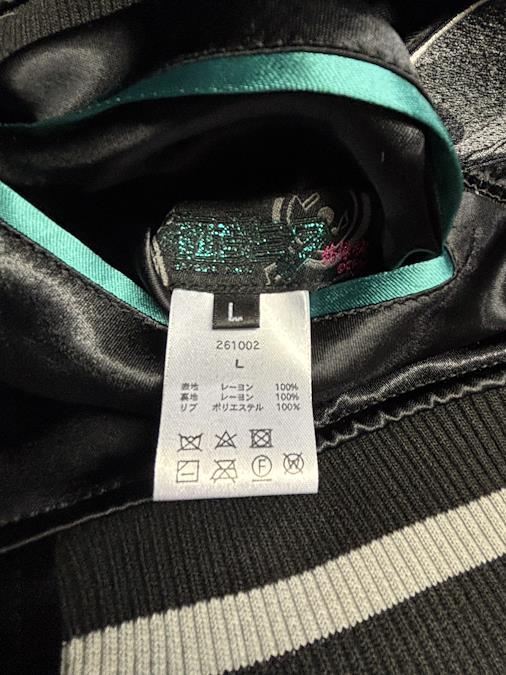 L
261002
L
表地 レーヨン 100%
裏地 レーヨン 100%
リブ ポリエステル 100%
F
W